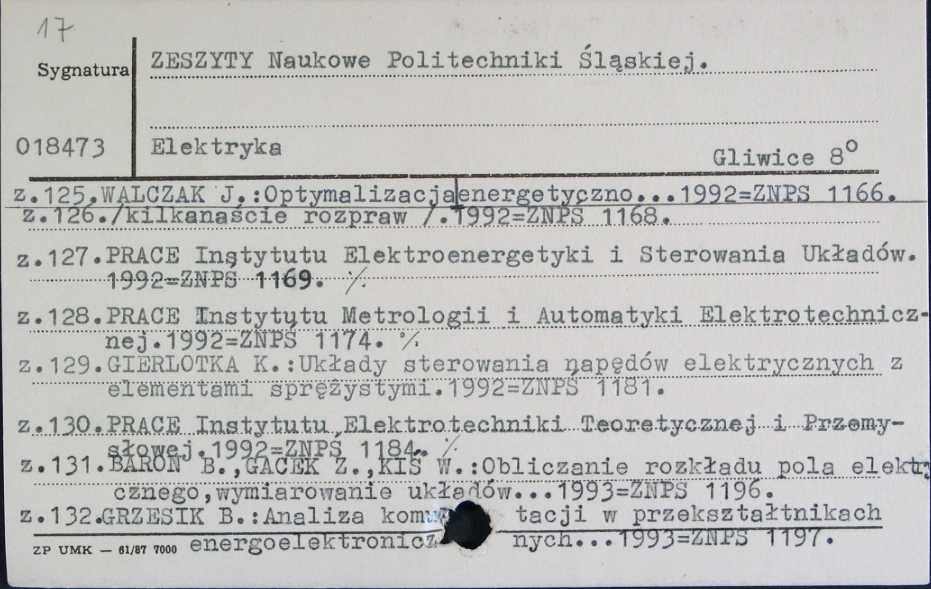 17
Sygnatura
ZESZYTY Naukowe Politechniki Śląskiej.
018473
Elektryka
Gliwice 8°
z.125.WALCZAK J.:Optymalizacja energetyczno...1992=ZNPS 1166.
z.126./kilkanaście rozpraw /.1992=ZNPS 1168.
z.127.PRACE Instytutu Elektroenergetyki i Sterowania Układów.
1992=ZNPS 1169. ./.
z.128.PRACE Instytutu Metrologii i Automatyki Elektrotechnicz-
nej.1992=ZNPS 1174. ./.
z.129.GIERLOTKA K.:Układy sterowania napędów elektrycznych z
elementami sprężystymi.1992=ZNPS 1181.
z.130.PRACE Instytutu Elektrotechniki Teoretycznej i Przemy-
słowej.1992=ZNPS 1184. ./.
z.131.BARON B.,GACEK Z.,KIŚ W.:Obliczanie rozkładu pola elektry
cznego,wymiarowanie układów...1993=ZNPS 1196.
z.132.GRZESIK B.:Analiza komu tacji w przekształtnikach
energoelektronicz nych...1993=ZNPS 1197.
ZP UMK — 61/87 7000